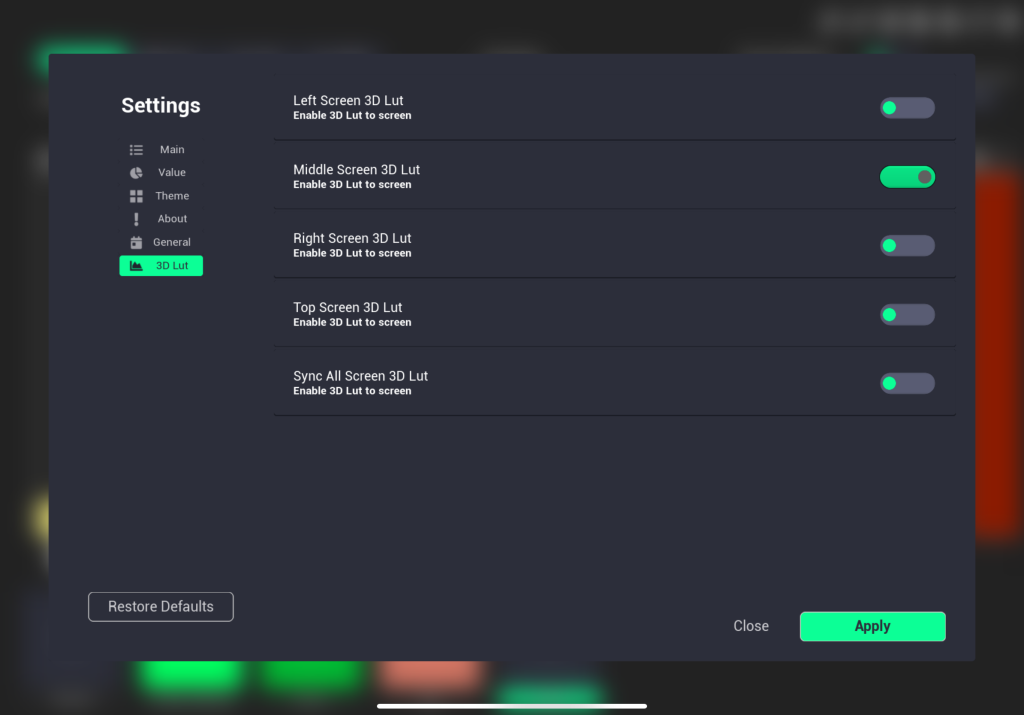 Settings
Main
Value
Theme
About
General
3D Lut
Left Screen 3D Lut
Enable 3D Lut to screen
Middle Screen 3D Lut
Enable 3D Lut to screen
Right Screen 3D Lut
Enable 3D Lut to screen
Top Screen 3D Lut
Enable 3D Lut to screen
Sync All Screen 3D Lut
Enable 3D Lut to screen
Restore Defaults
Close
Apply